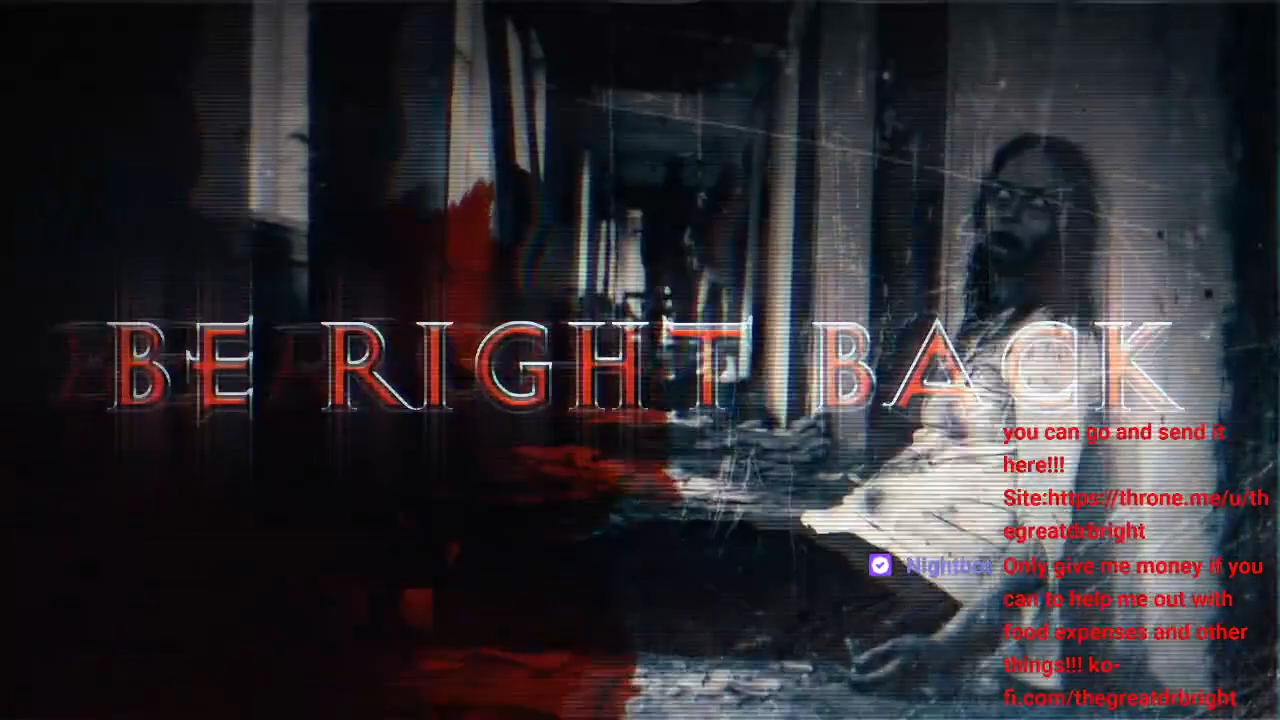 BE RIGHT BACK
you can go and send it
here!!!
Site:https://throne.me/u/th
egreatdrbright
Nightbot Only give me money if you
can to help me out with
food expenses and other
things!!! ko-
fi.com/thegreatdrbright